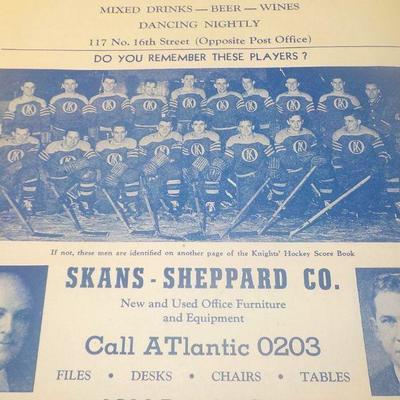 MIXED DRINKS — BEER — WINES
DANCING NIGHTLY
117 No. 16th Street (Opposite Post Office)
DO YOU REMEMBER THESE PLAYERS ?
If not, these men are identified on another page of the Knights' Hockey Score Book
SKANS - SHEPPARD CO.
New and Used Office Furniture
and Equipment
Call ATlantic 0203
FILES • DESKS • CHAIRS • TABLES